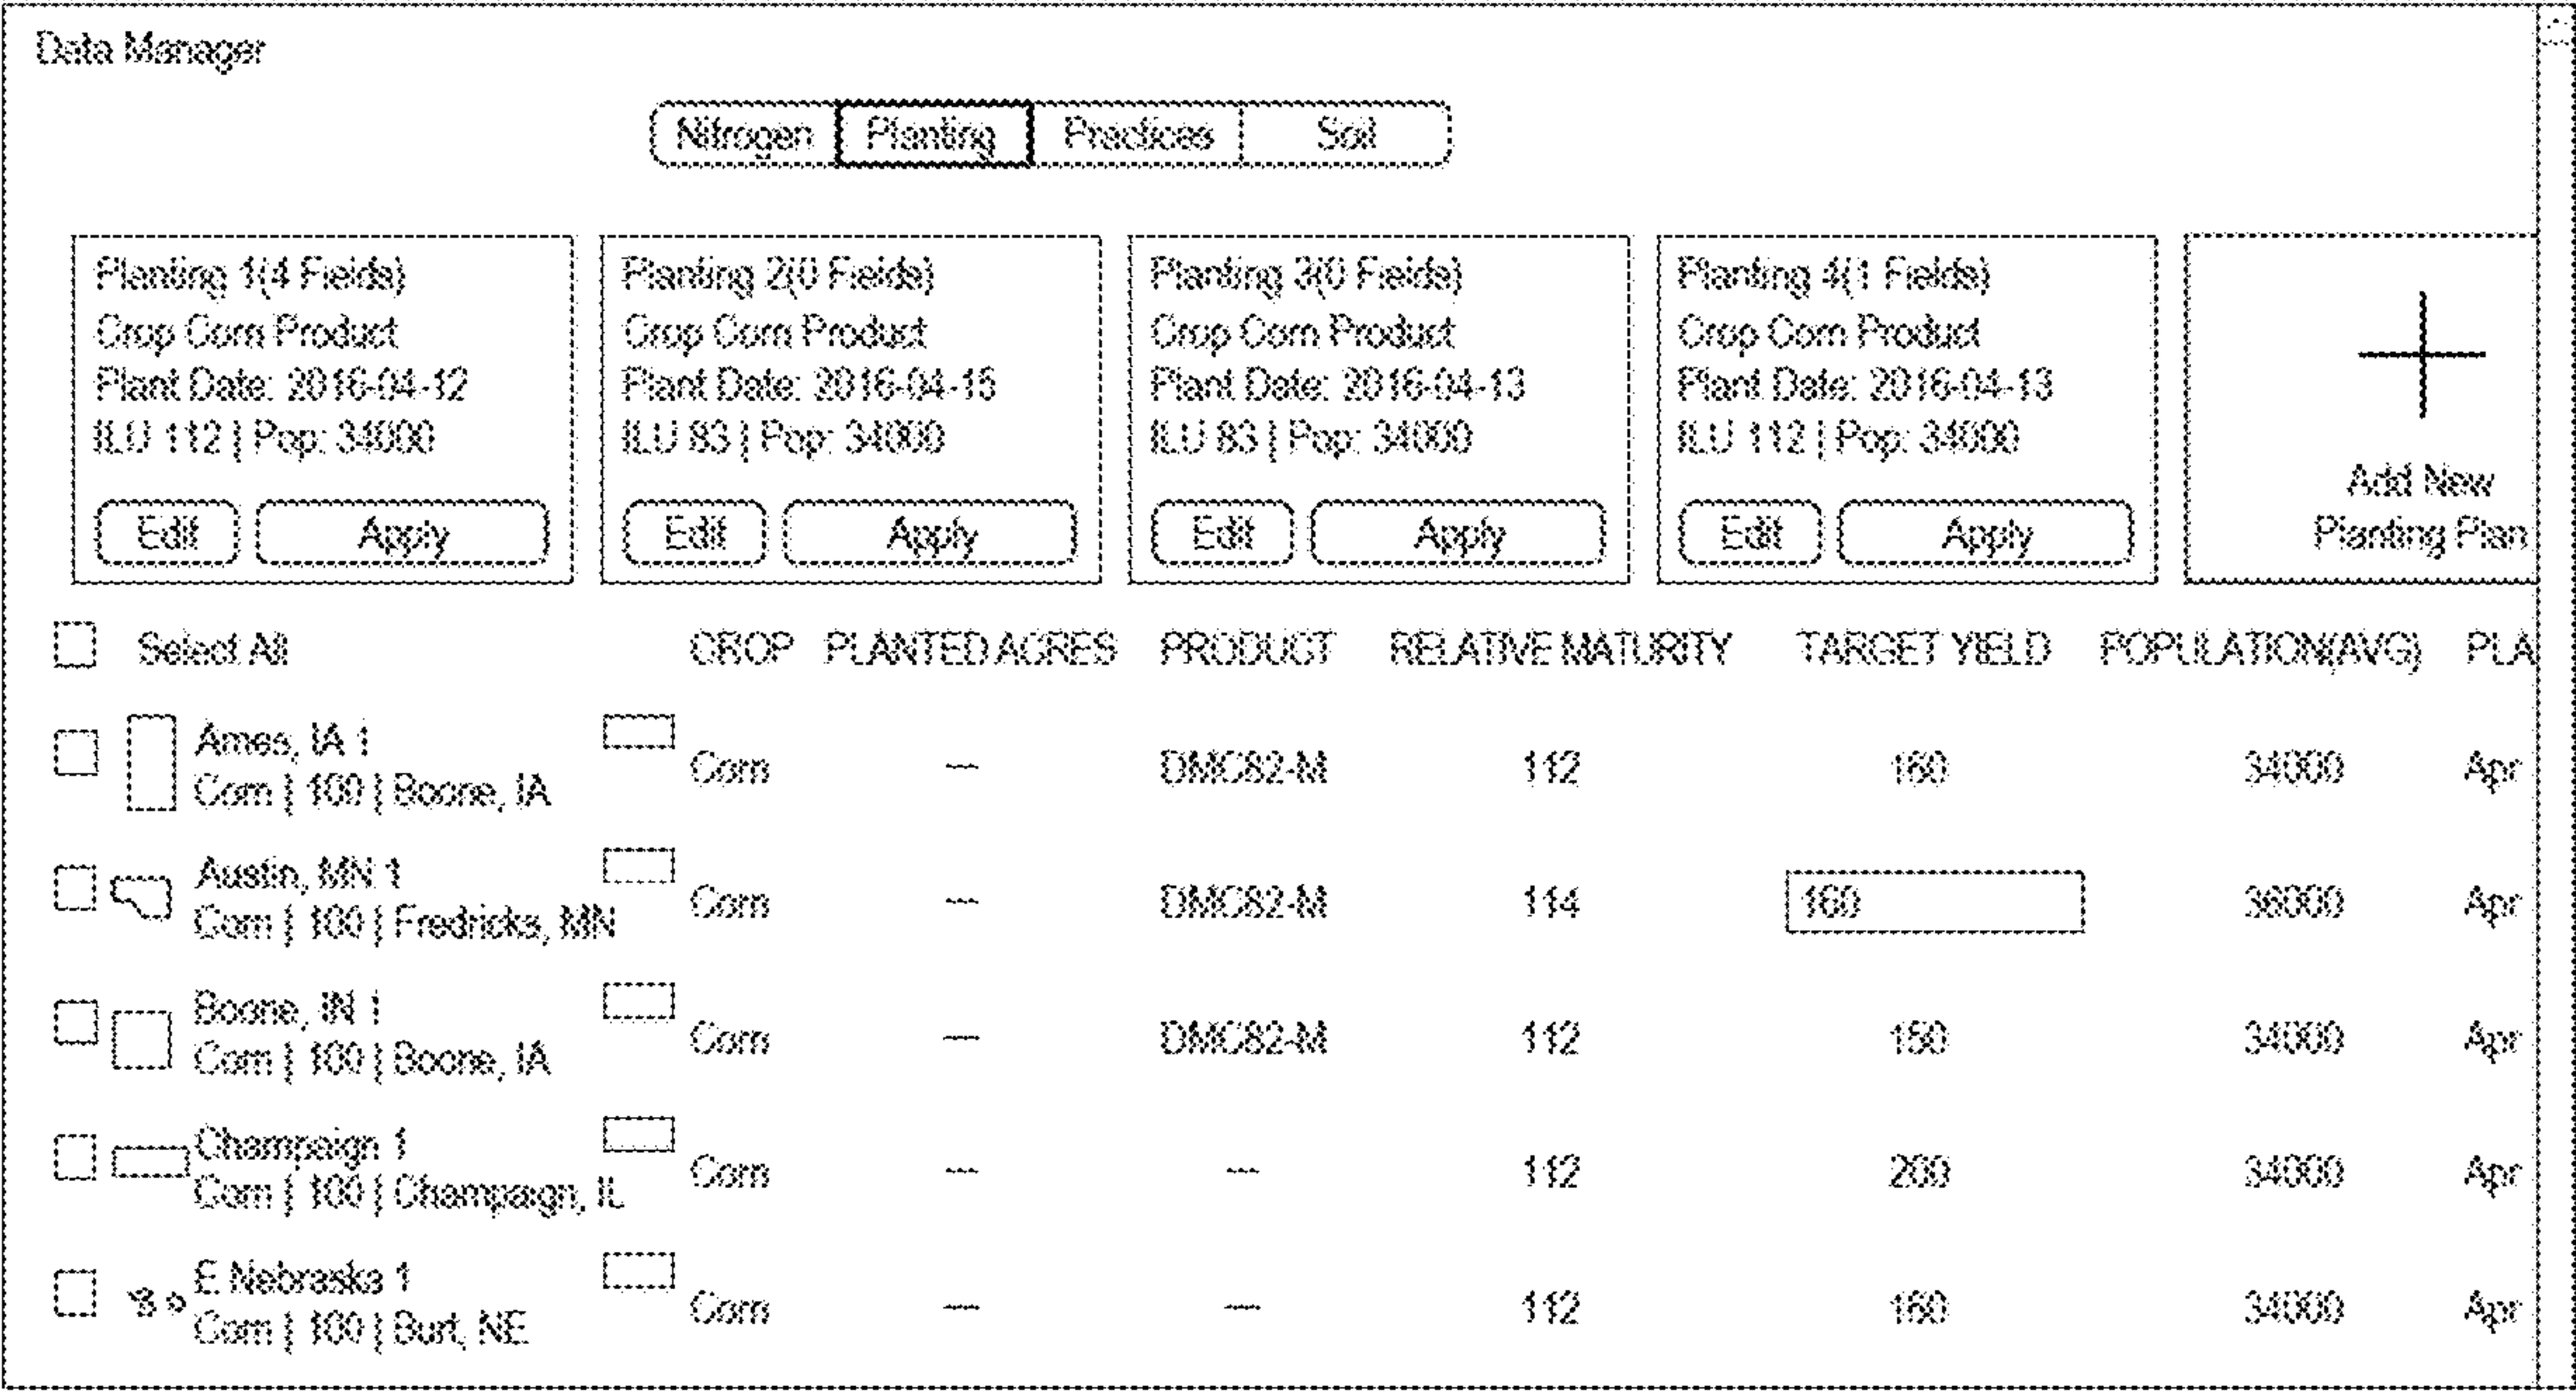 Data Manager
Nitrogen Planting Practices Soil
Planting 1(4 Fields) Planting 2(0 Fields) Planting 3(0 Fields) Planting 4(1 Fields)
Crop Corn Product Crop Corn Product Crop Corn Product Crop Corn Product
Plant Date: 2016-04-12 Plant Date: 2016-04-15 Plant Date: 2016-04-13 Plant Date: 2016-04-13
ILU 112 | Pop: 34000 ILU 83 | Pop: 34000 ILU 83 | Pop: 34000 ILU 112 | Pop: 34000
Add New
Planting Plan
Edit Apply Edit Apply Edit Apply Edit Apply
Select All CROP PLANTED ACRES PRODUCT RELATIVE MATURITY TARGET YIELD POPULATION(AVG) PLA
Ames, IA 1
Corn | 100 | Boone, IA
Corn --- DMC82-M 112 160 34000 Apr
Austin, MN 1
Corn | 100 | Fredricks, MN
Corn --- DMC82-M 114 160 36000 Apr
Boone, IN 1
Corn | 100 | Boone, IA
Corn --- DMC82-M 112 150 34000 Apr
Champaign 1
Corn | 100 | Champaign, IL
Corn --- --- 112 200 34000 Apr
E Nebraska 1
Corn | 100 | Burt, NE
Corn --- --- 112 160 34000 Apr